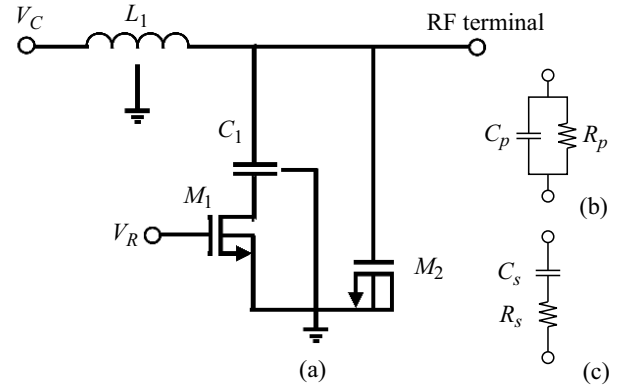 V_C
L_1
RF terminal
C_1
M_1
V_R
M_2
(a)
C_p
R_p
(b)
C_s
R_s
(c)